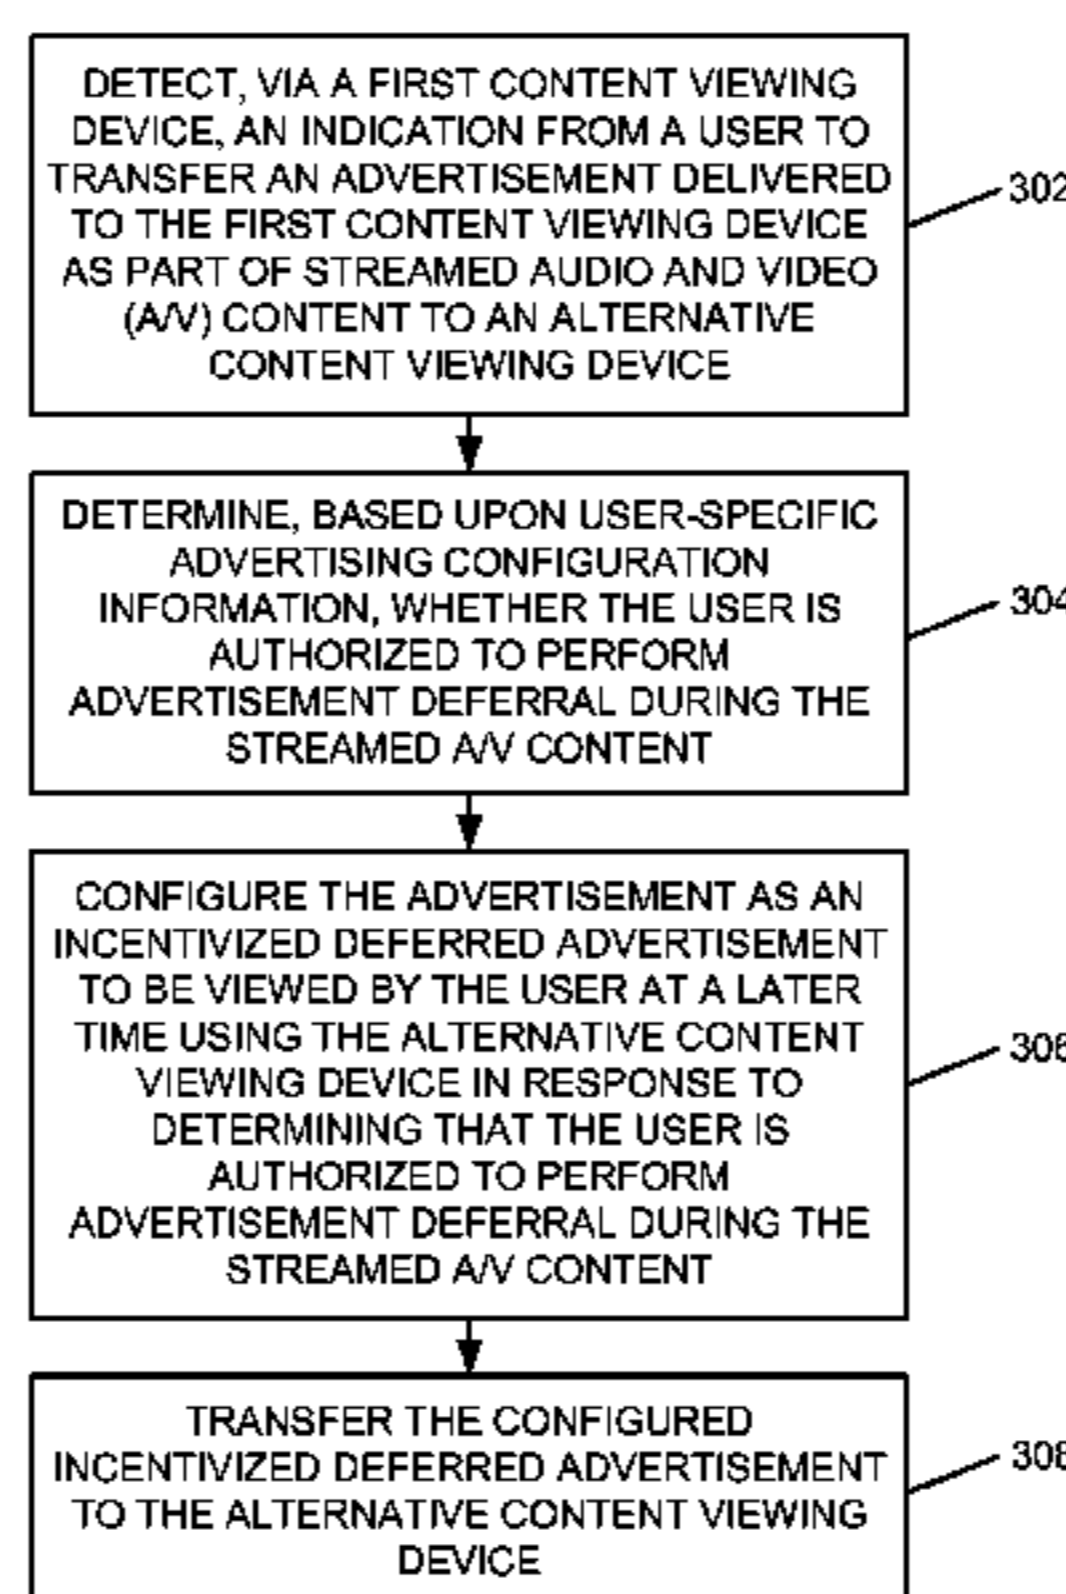 DETECT, VIA A FIRST CONTENT VIEWING
DEVICE, AN INDICATION FROM A USER TO
TRANSFER AN ADVERTISEMENT DELIVERED
TO THE FIRST CONTENT VIEWING DEVICE
AS PART OF STREAMED AUDIO AND VIDEO
(A/V) CONTENT TO AN ALTERNATIVE
CONTENT VIEWING DEVICE
302
DETERMINE, BASED UPON USER-SPECIFIC
ADVERTISING CONFIGURATION
INFORMATION, WHETHER THE USER IS
AUTHORIZED TO PERFORM
ADVERTISEMENT DEFERRAL DURING THE
STREAMED A/V CONTENT
304
CONFIGURE THE ADVERTISEMENT AS AN
INCENTIVIZED DEFERRED ADVERTISEMENT
TO BE VIEWED BY THE USER AT A LATER
TIME USING THE ALTERNATIVE CONTENT
VIEWING DEVICE IN RESPONSE TO
DETERMINING THAT THE USER IS
AUTHORIZED TO PERFORM
ADVERTISEMENT DEFERRAL DURING THE
STREAMED A/V CONTENT
306
TRANSFER THE CONFIGURED
INCENTIVIZED DEFERRED ADVERTISEMENT
TO THE ALTERNATIVE CONTENT VIEWING
DEVICE
308